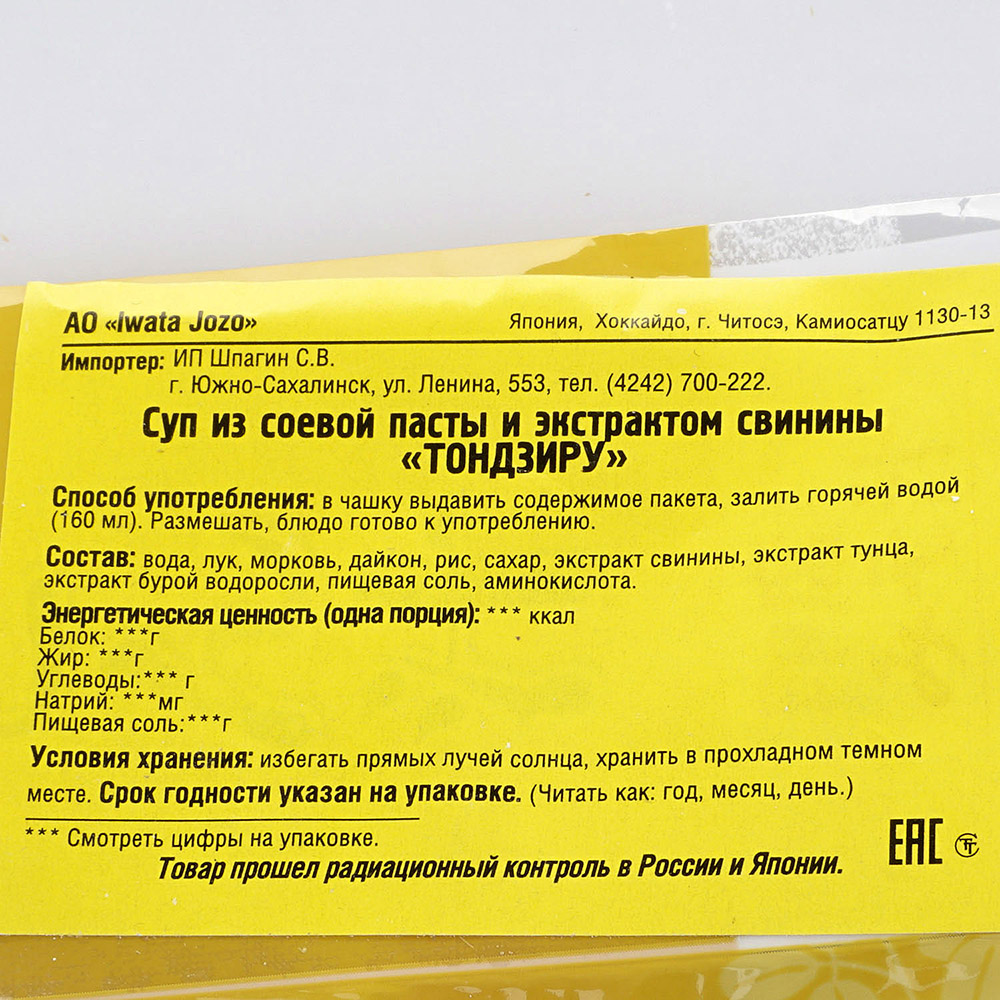 АО «Iwata Jozo» Япония, Хоккайдо, г. Читосэ, Камиосатцу 1130-13
Импортер: ИП Шпагин С.В.
г. Южно-Сахалинск, ул. Ленина, 553, тел. (4242) 700-222.
Суп из соевой пасты и экстрактом свинины
«ТОНДЗИРУ»
Способ употребления: в чашку выдавить содержимое пакета, залить горячей водой
(160 мл). Размешать, блюдо готово к употреблению.
Состав: вода, лук, морковь, дайкон, рис, сахар, экстракт свинины, экстракт тунца,
экстракт бурой водоросли, пищевая соль, аминокислота.
Энергетическая ценность (одна порция): *** ккал
Белок: ***г
Жир: ***г
Углеводы:*** г
Натрий: ***мг
Пищевая соль:***г
Условия хранения: избегать прямых лучей солнца, хранить в прохладном темном
месте. Срок годности указан на упаковке. (Читать как: год, месяц, день.)
*** Смотреть цифры на упаковке.
Товар прошел радиационный контроль в России и Японии.
EAC